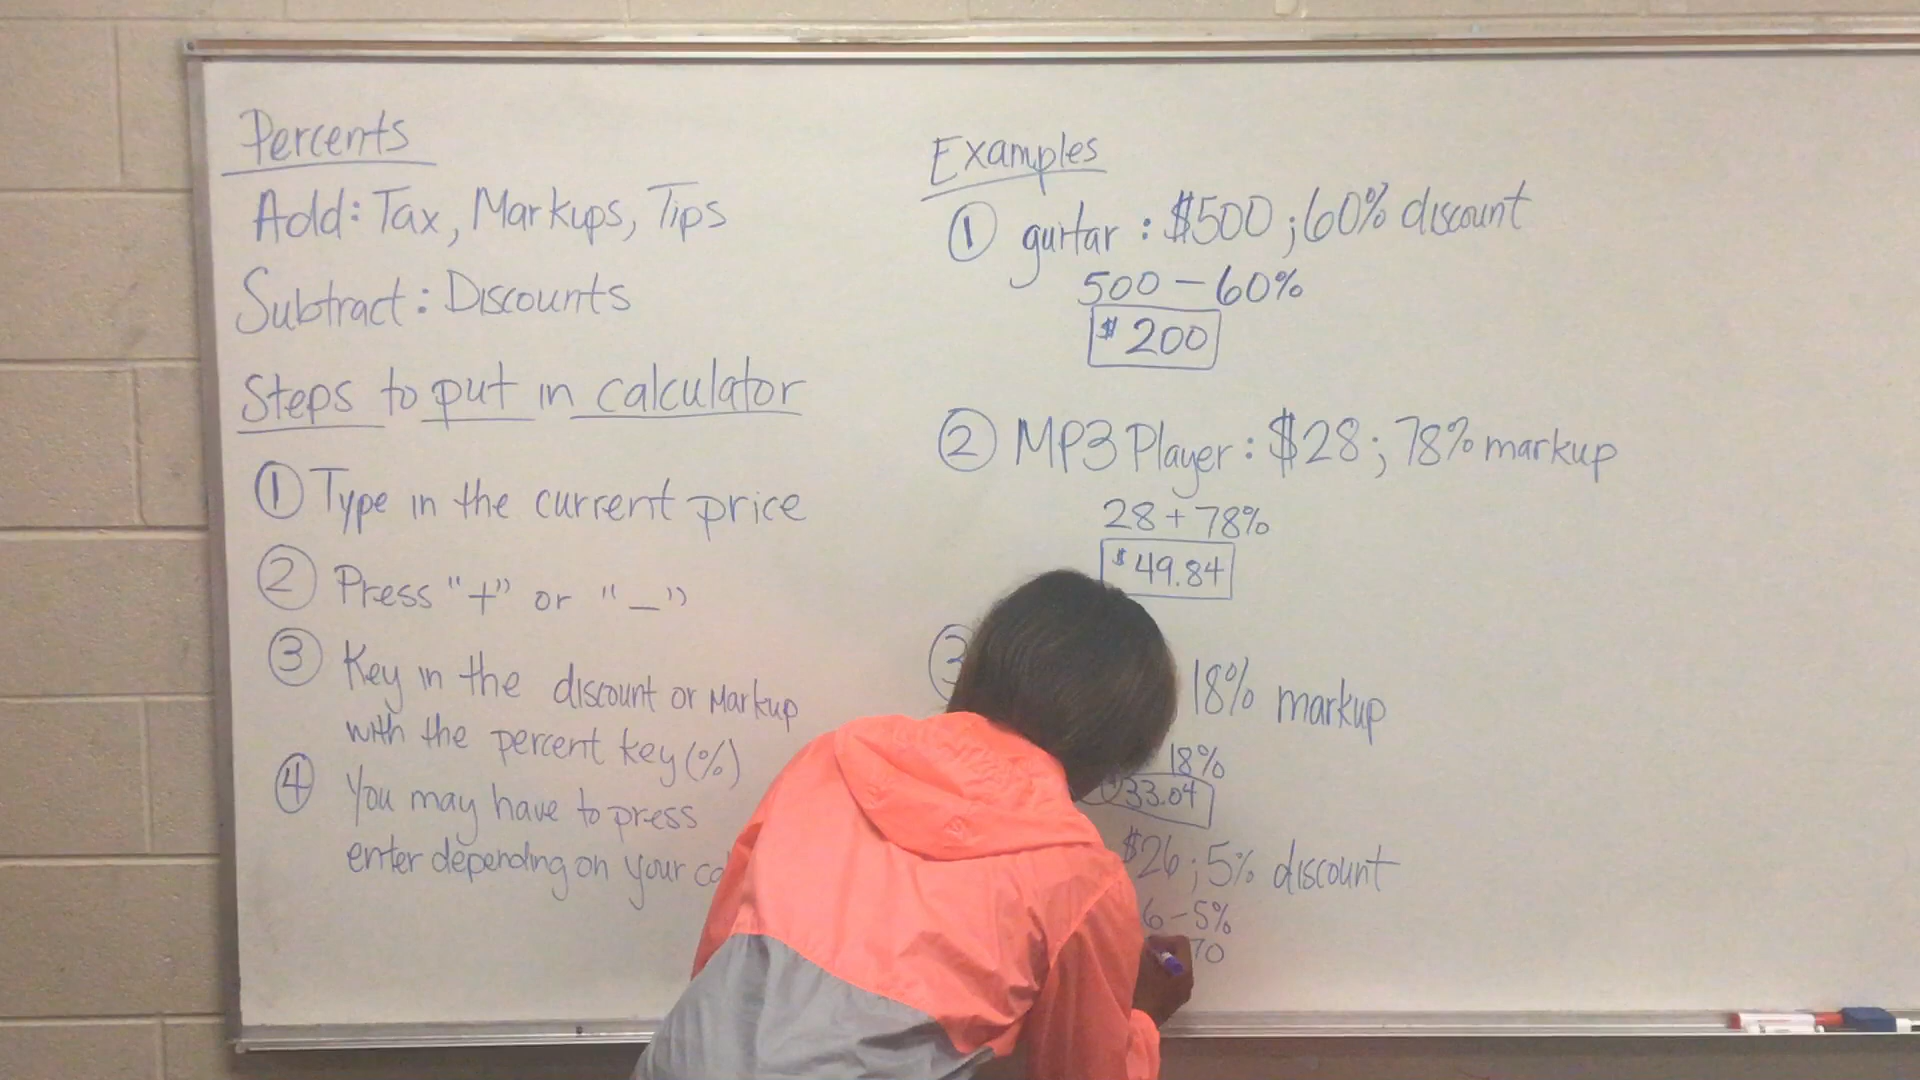 Percents
Add: Tax, Markups, Tips
Subtract: Discounts
Steps to put in calculator
① Type in the current price
② Press "+" or "-"
③ Key in the discount or Markup
with the percent key (%)
④ You may have to press
enter depending on your
Examples
① guitar: $500; 60% discount
500 - 60%
$200
② MP3 Player: $28; 78% markup
28 + 78%
$49.84
③ 18% markup
18%
33.04
$26; 5% discount
6 - 5%
70